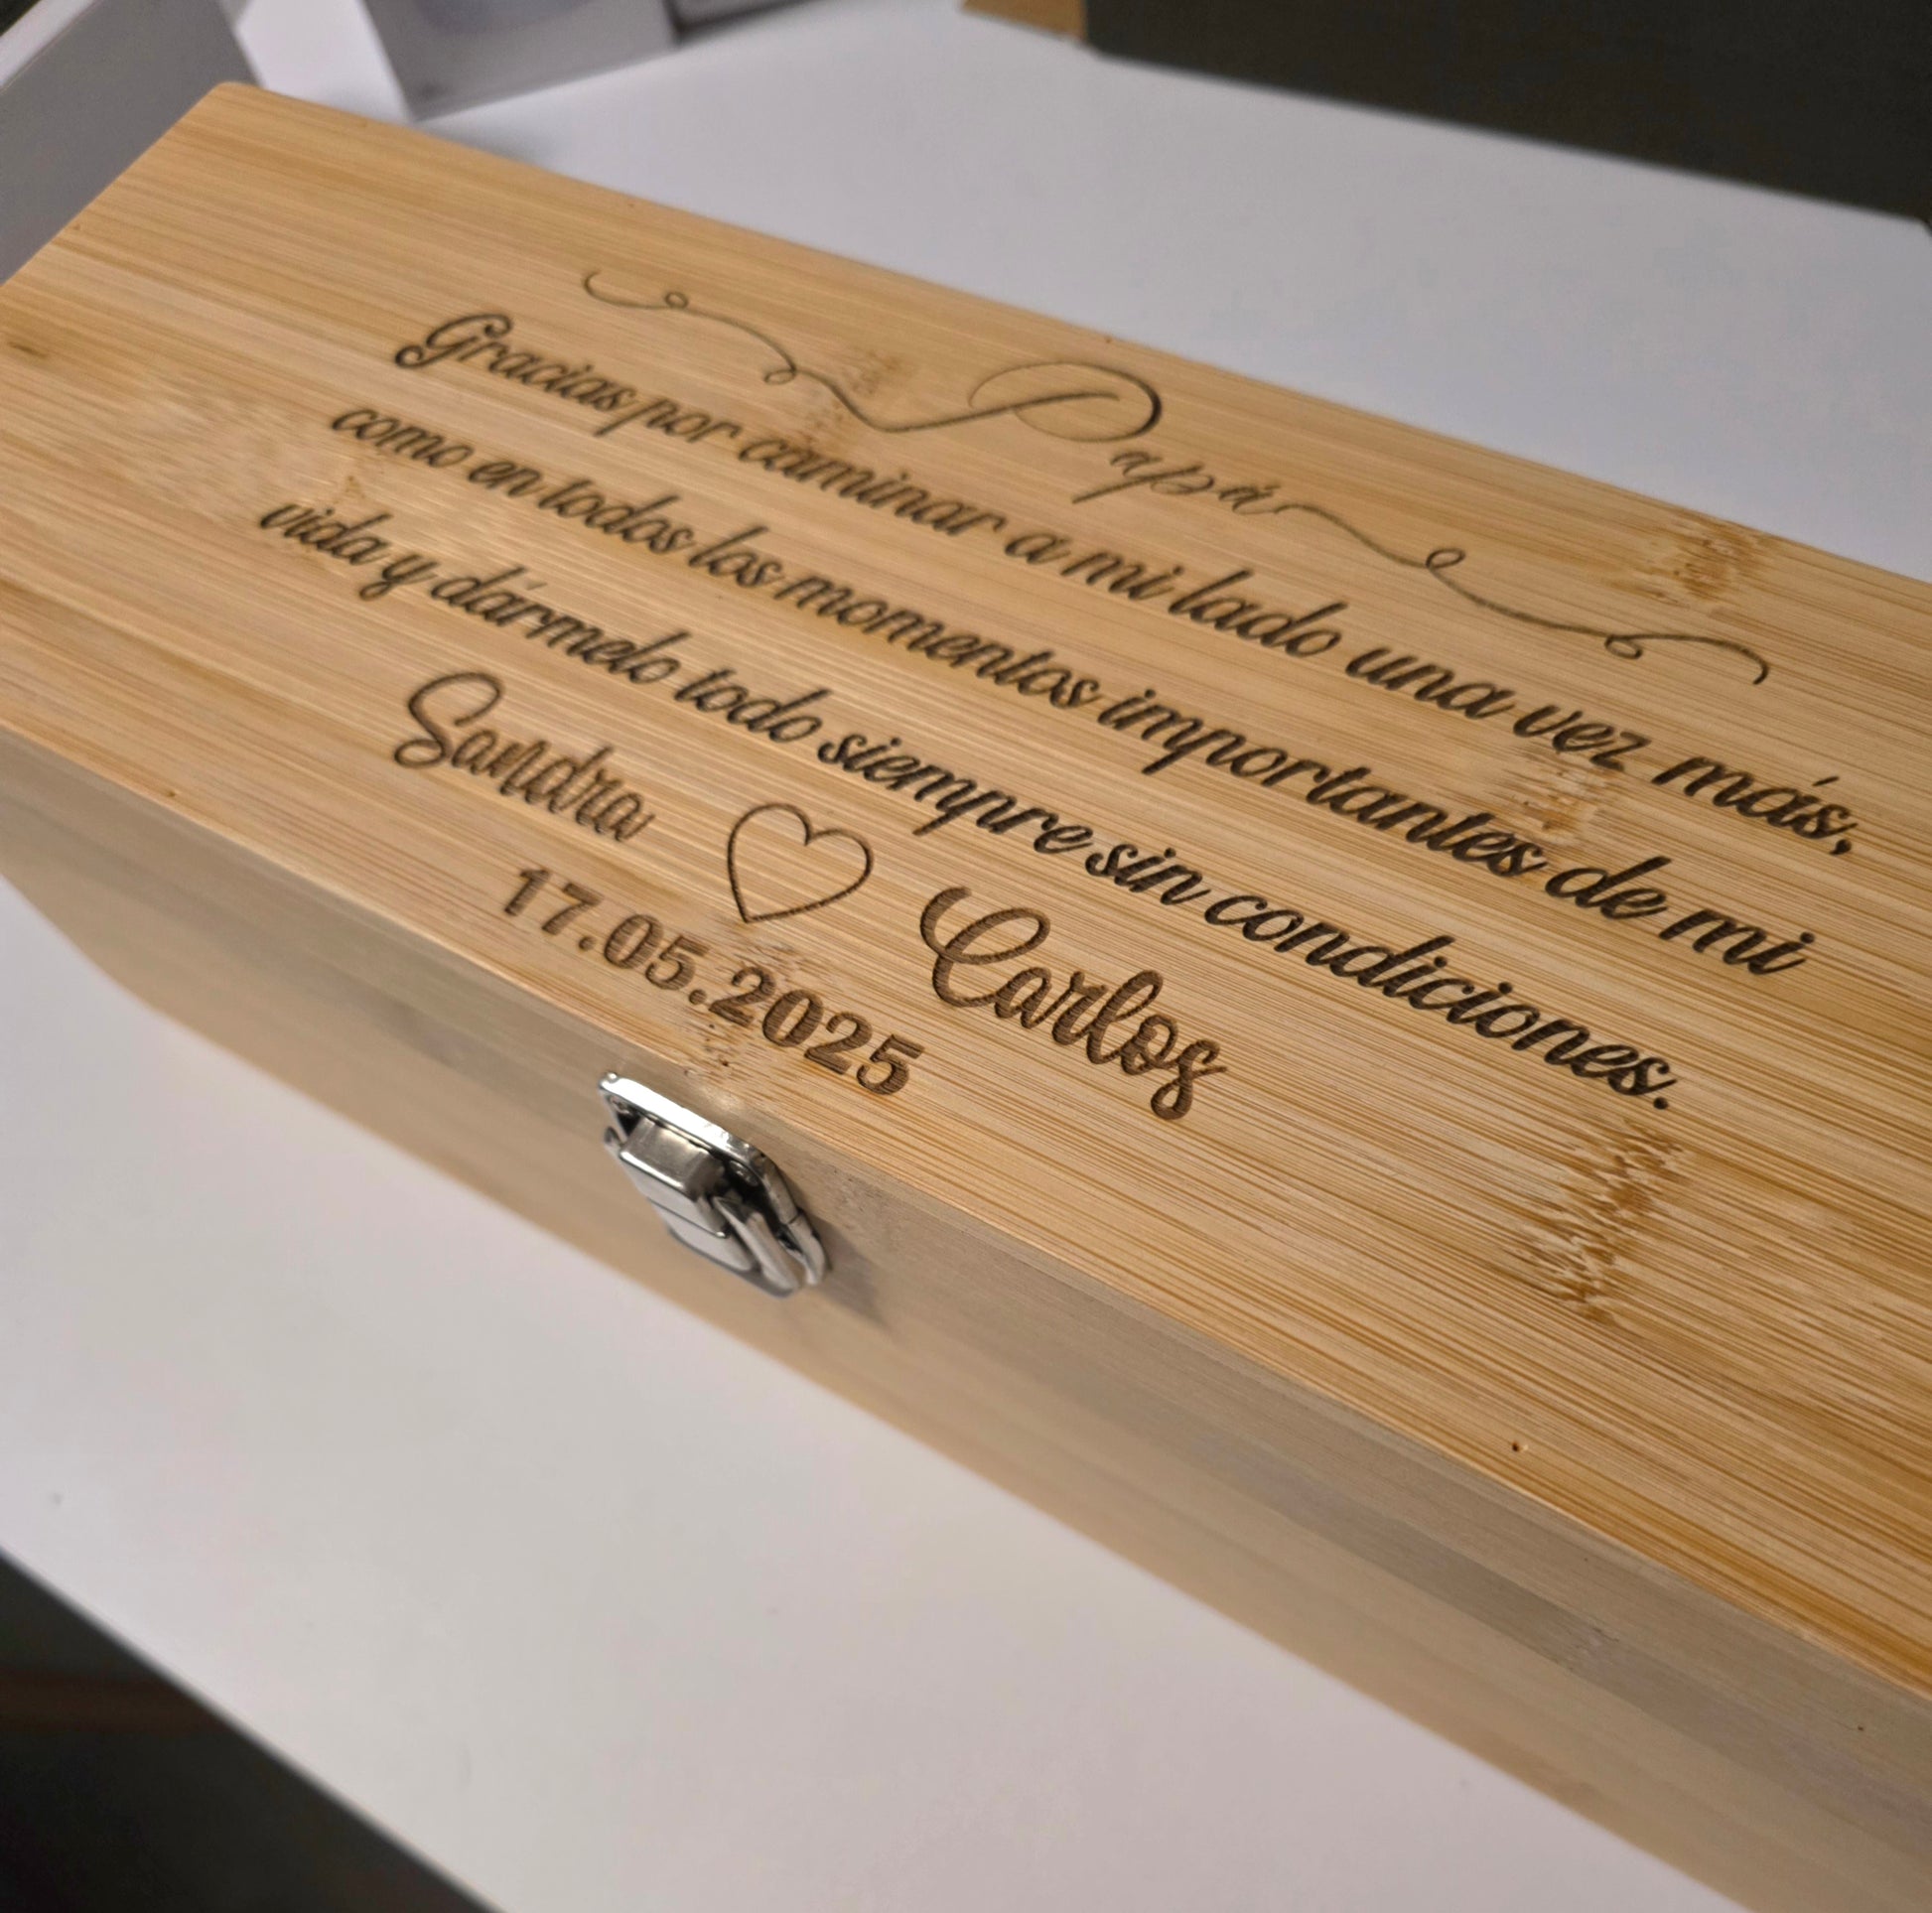 Papá
Gracias por caminar a mi lado una vez más,
como en todos los momentos importantes de mi
vida y dármelo todo siempre sin condiciones.
Sandra ♡ Carlos
17.05.2025